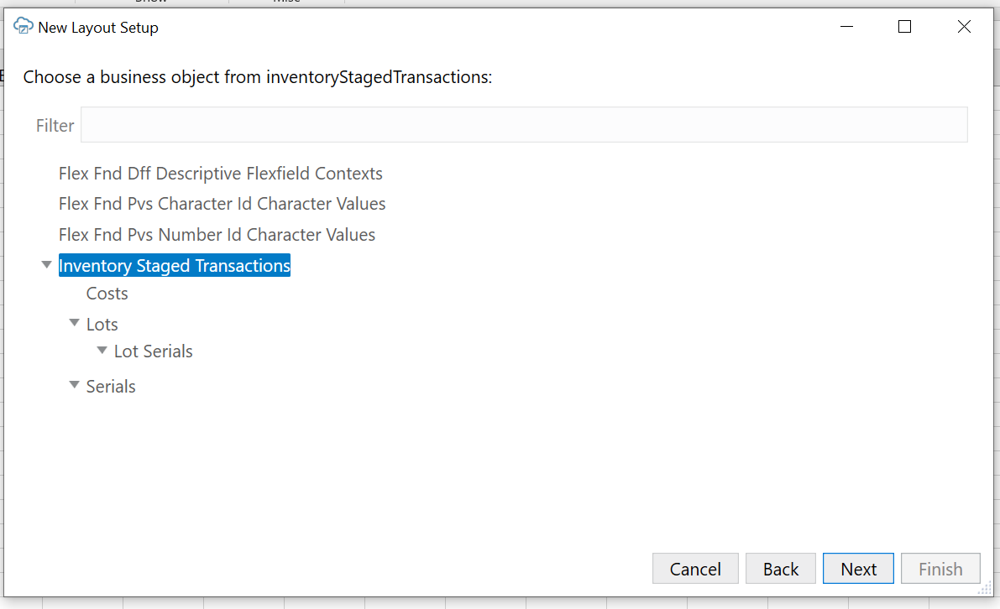 New Layout Setup
Choose a business object from inventoryStagedTransactions:
Filter
Flex Fnd Dff Descriptive Flexfield Contexts
Flex Fnd Pvs Character Id Character Values
Flex Fnd Pvs Number Id Character Values
Inventory Staged Transactions
Costs
Lots
Lot Serials
Serials
Cancel Back Next Finish